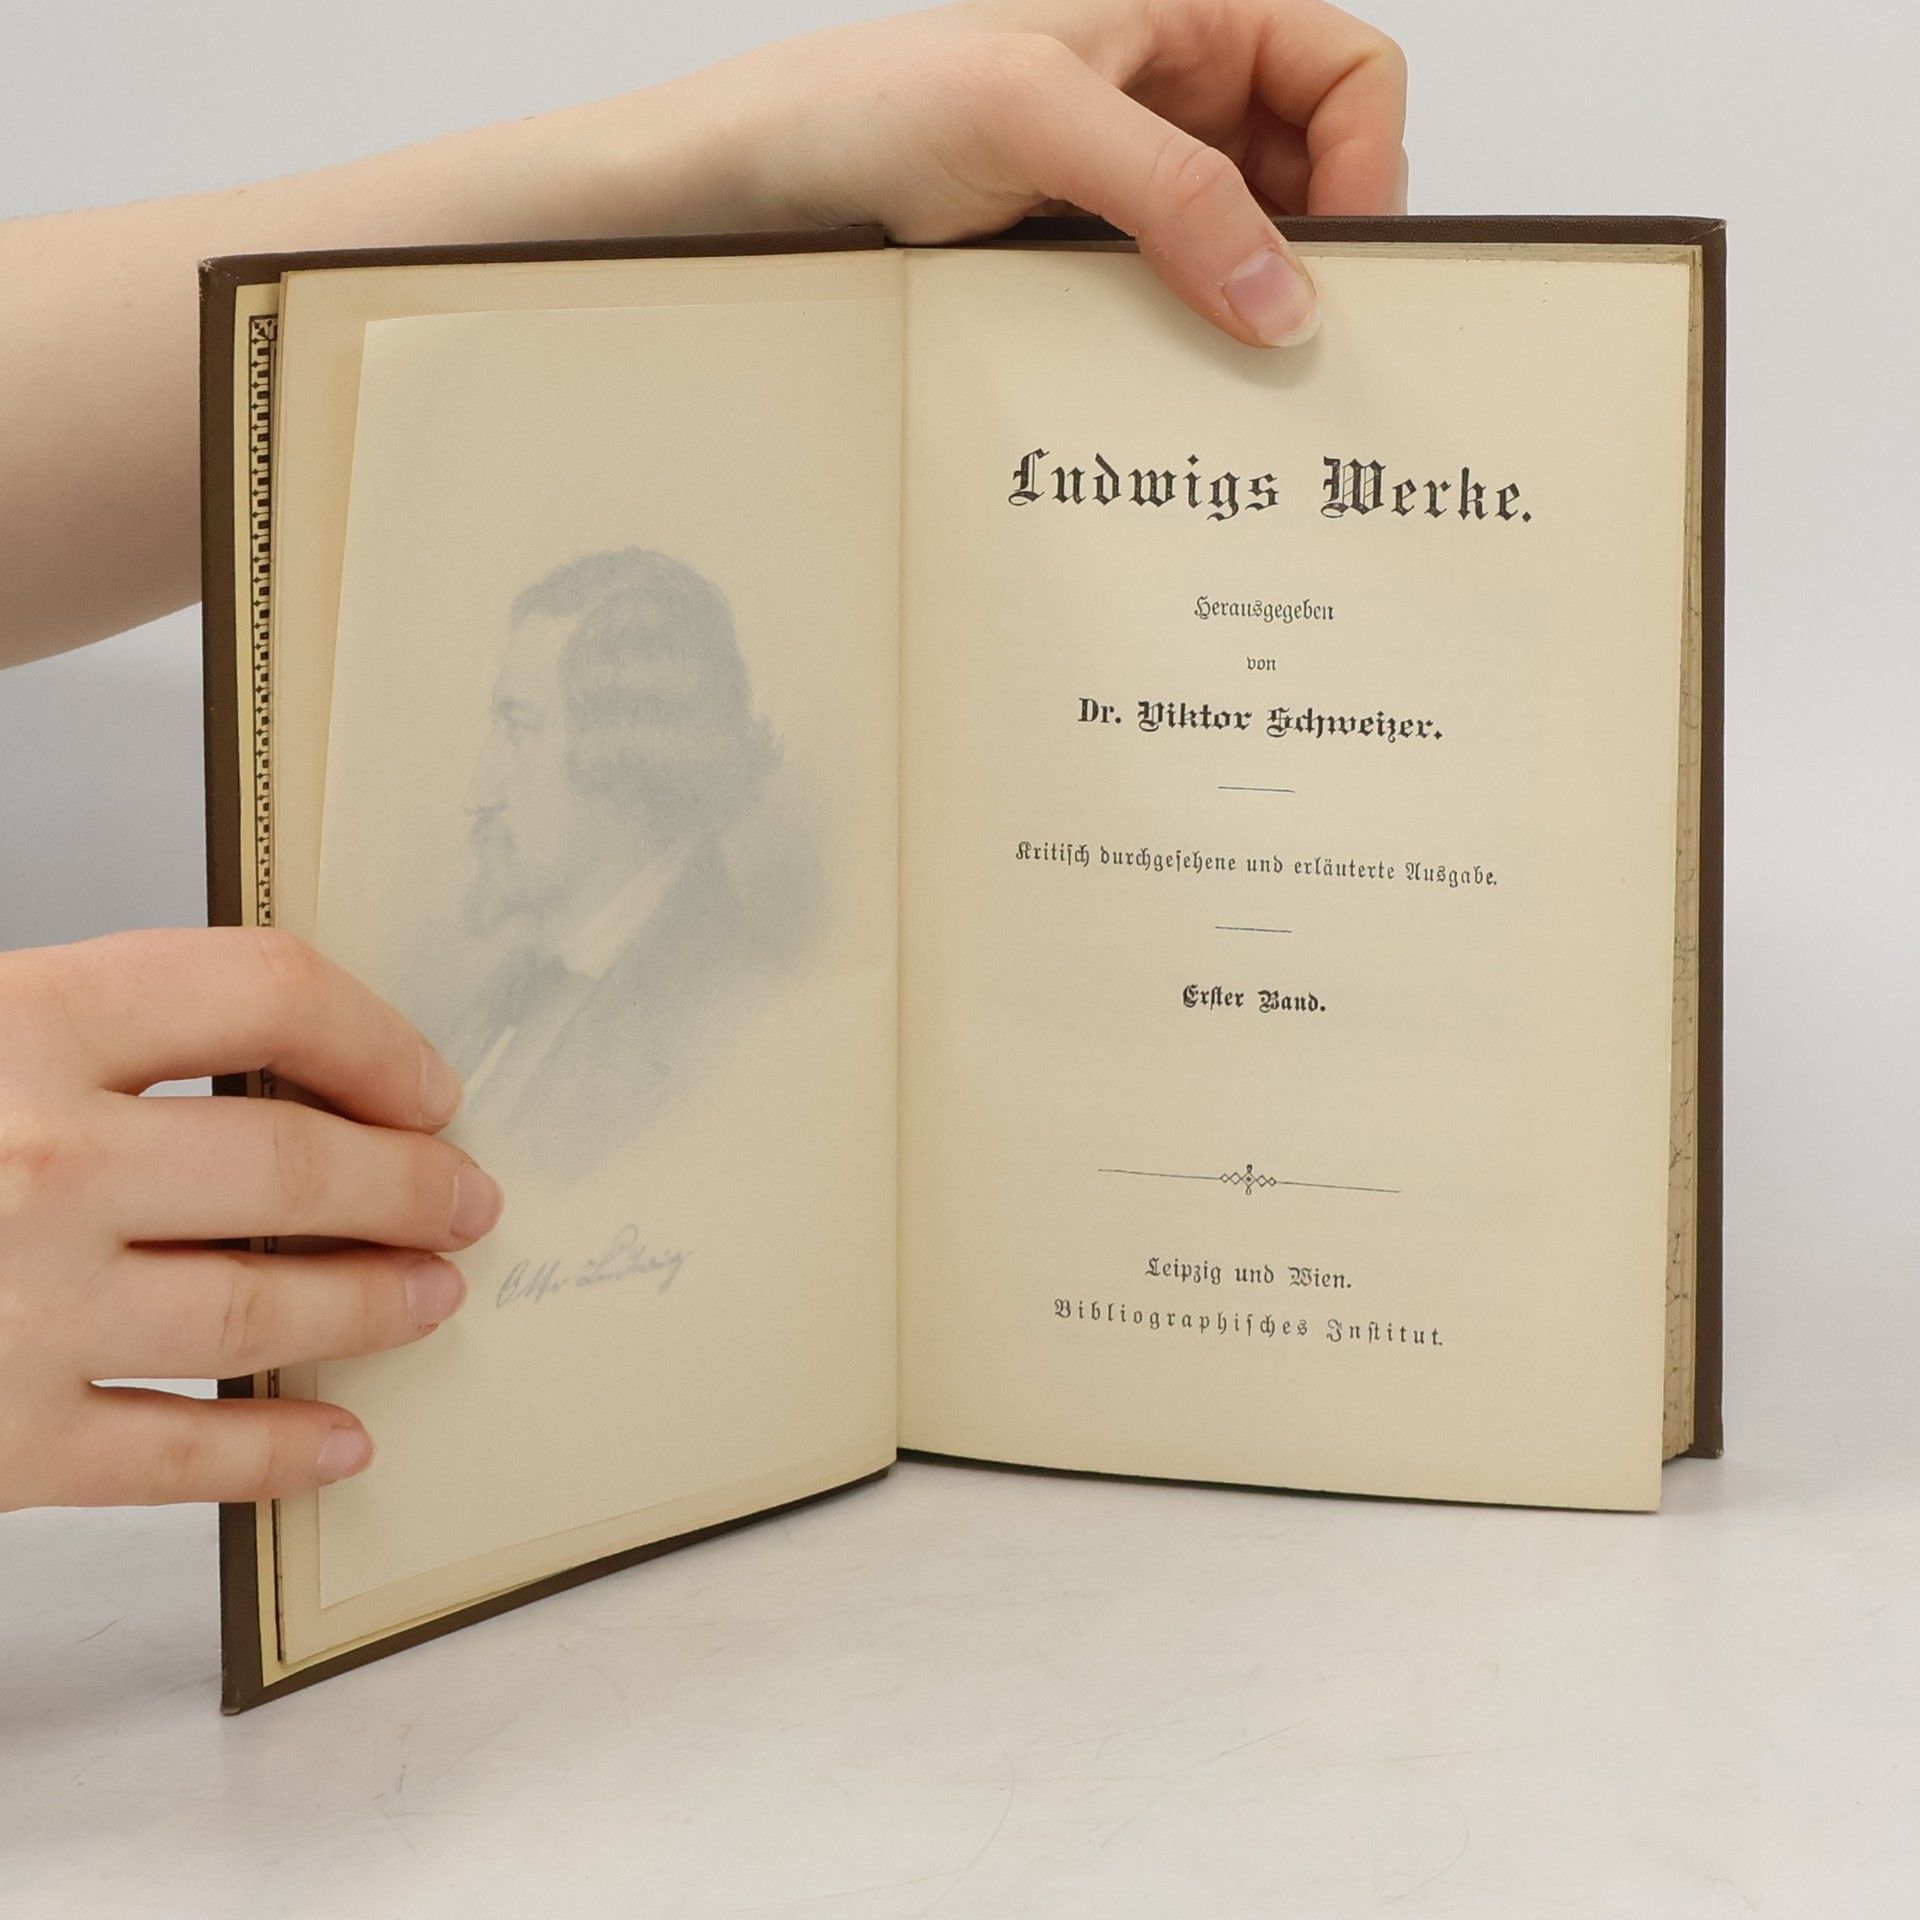 Otto Ludwig
Ludwigs Werke.
Herausgegeben
von
Dr. Viktor Schweizer.
Kritisch durchgesehene und erläuterte Ausgabe.
Erster Band.
Leipzig und Wien.
Bibliographisches Institut.